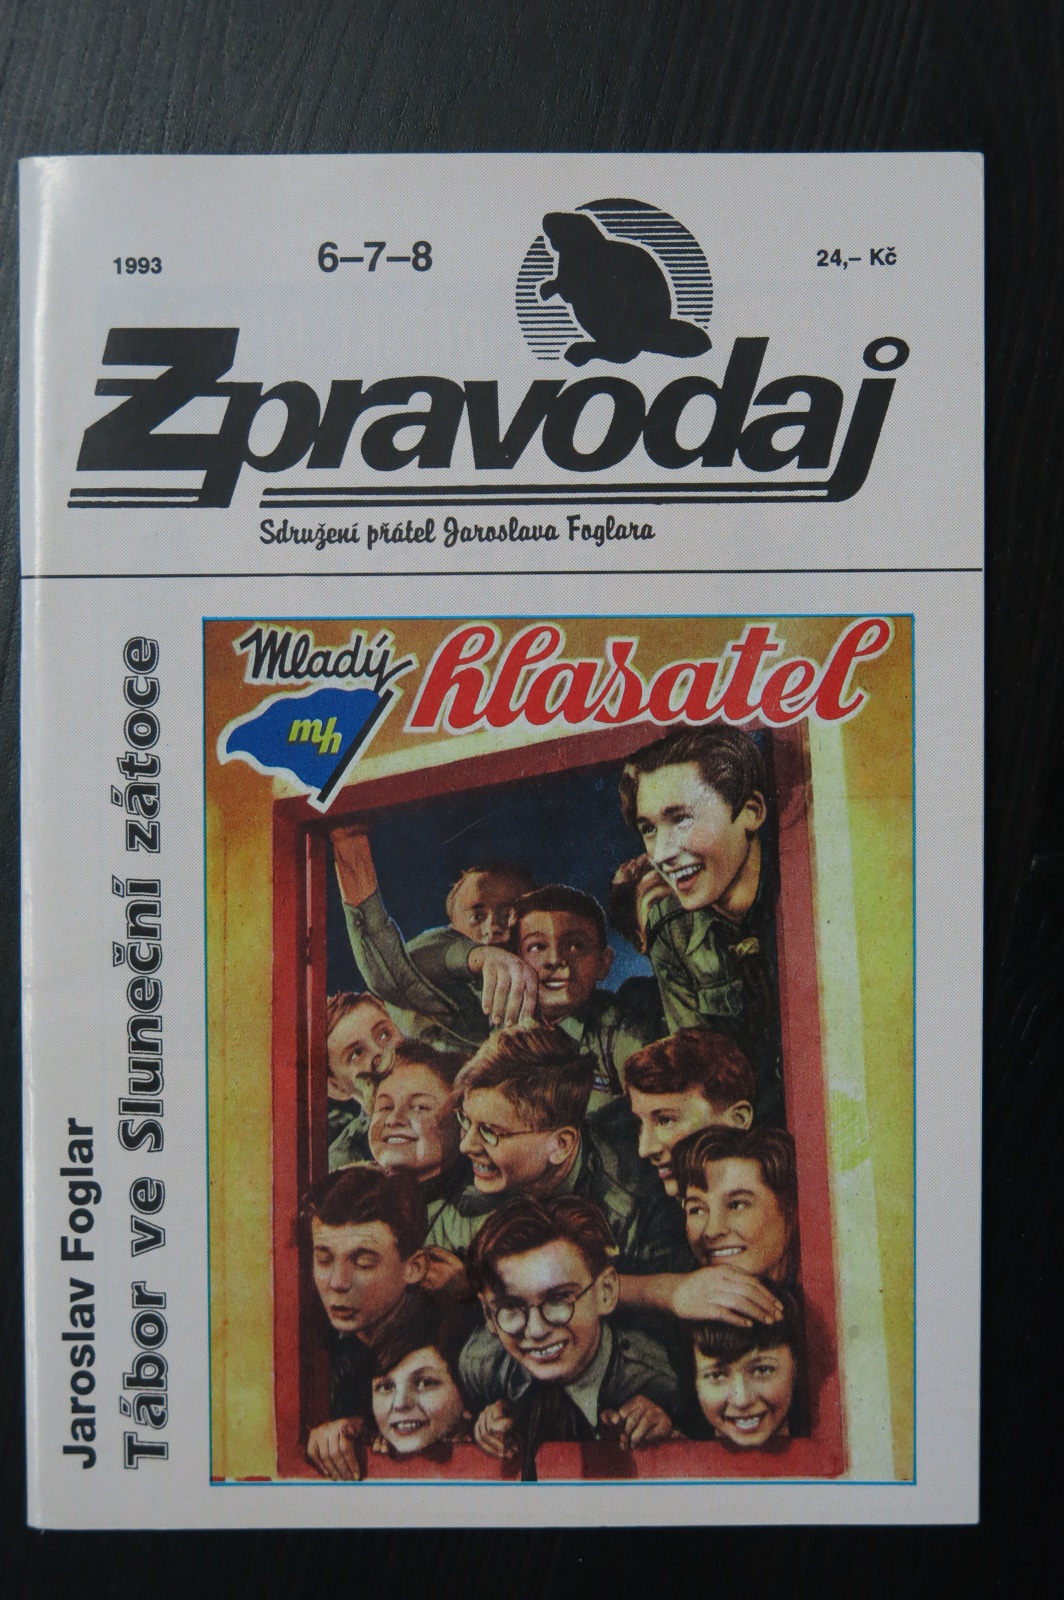 1993
6–7–8
24,– Kč
Zpravodaj
Sdružení přátel Jaroslava Foglara
Jaroslav Foglar
Tábor ve Sluneční zátoce
Mladý hlasatel
mh